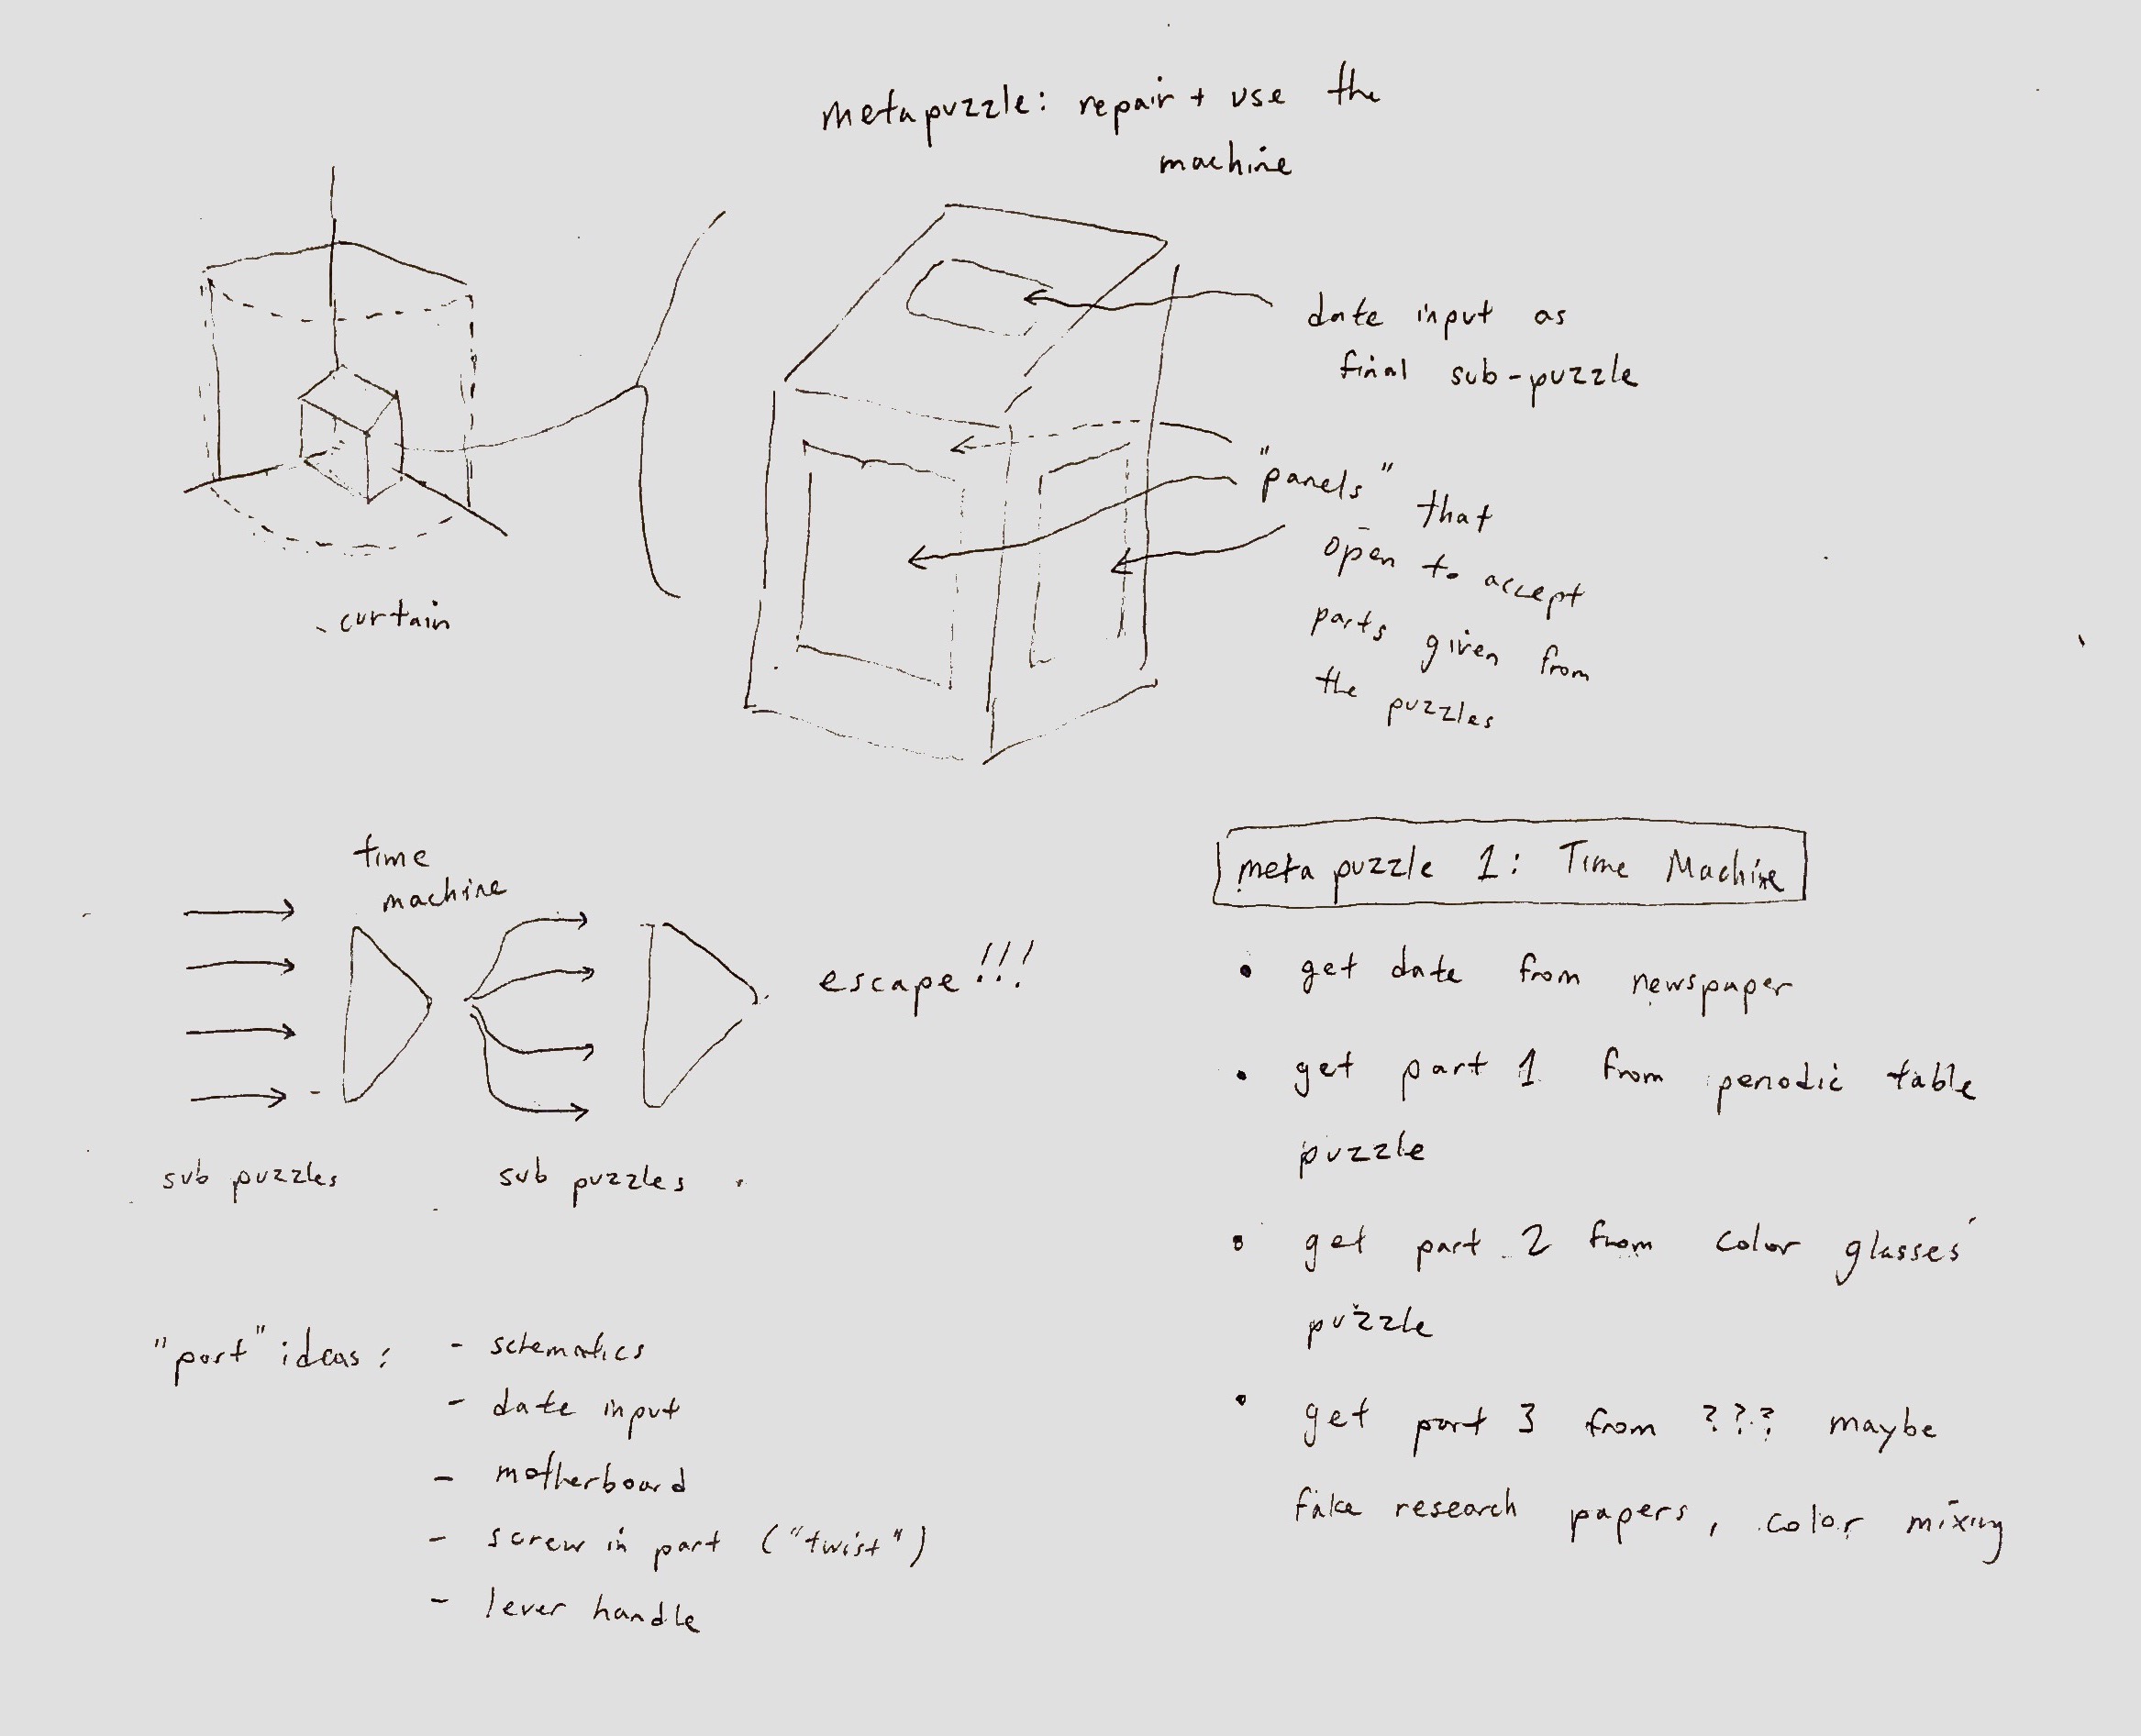 metapuzzle: repair + use the
machine
date input as
final sub-puzzle
"panels" that
open to accept
parts given from
the puzzles
curtain
time
machine
escape!!!
sub puzzles
sub puzzles
"part" ideas:
- schematics
- date input
- motherboard
- screw in part ("twist")
- lever handle
meta puzzle 1: Time Machine
• get date from newspaper
• get part 1 from periodic table
puzzle
• get part 2 from color glasses
puzzle
• get part 3 from ??? maybe
fake research papers, color mixing